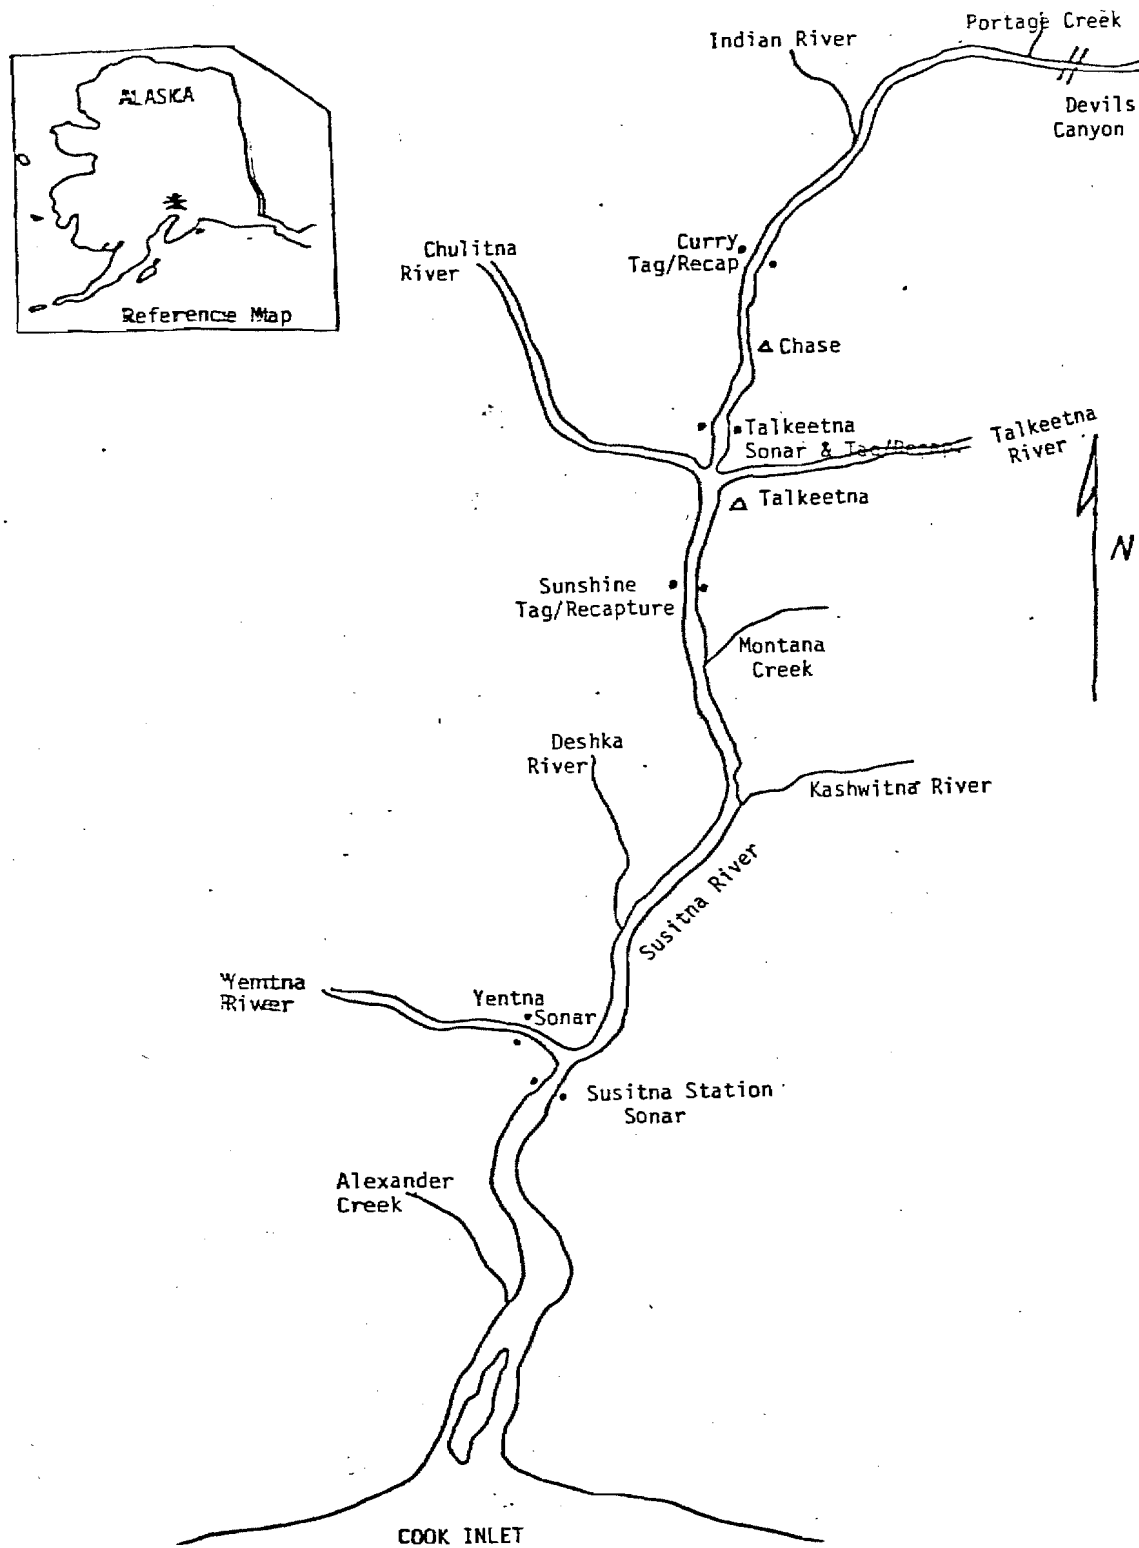 Portage Creek
Indian River
Devils
Canyon
ALASKA
Reference Map
Curry
Tag/Recap
Chulitna
River
Chase
Talkeetna
Sonar & Tag/Recap.
Talkeetna
River
Talkeetna
N
Sunshine
Tag/Recapture
Montana
Creek
Deshka
River
Kashwitna River
Susitna River
Yentna
River
Yentna
Sonar
Susitna Station
Sonar
Alexander
Creek
COOK INLET